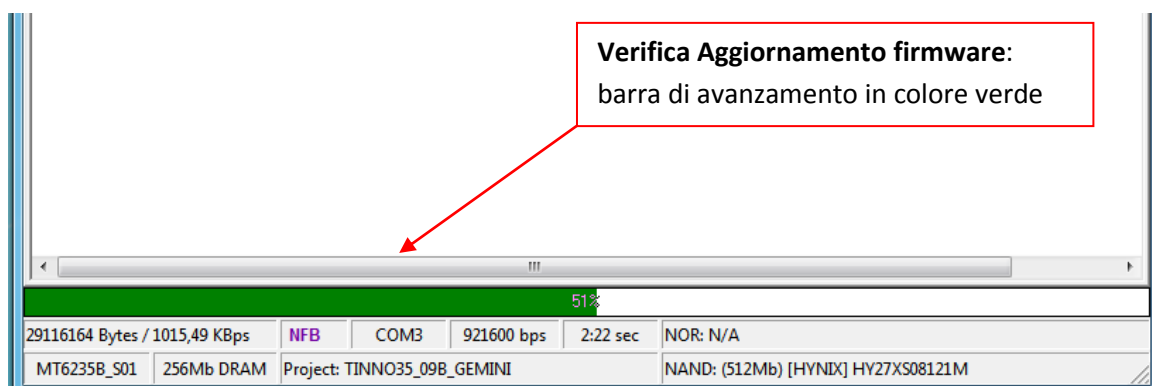 Verifica Aggiornamento firmware:
barra di avanzamento in colore verde
51%
29116164 Bytes / 1015,49 KBps NFB COM3 921600 bps 2:22 sec NOR: N/A
MT6235B_S01 256Mb DRAM Project: TINNO35_09B_GEMINI NAND: (512Mb) [HYNIX] HY27XS08121M